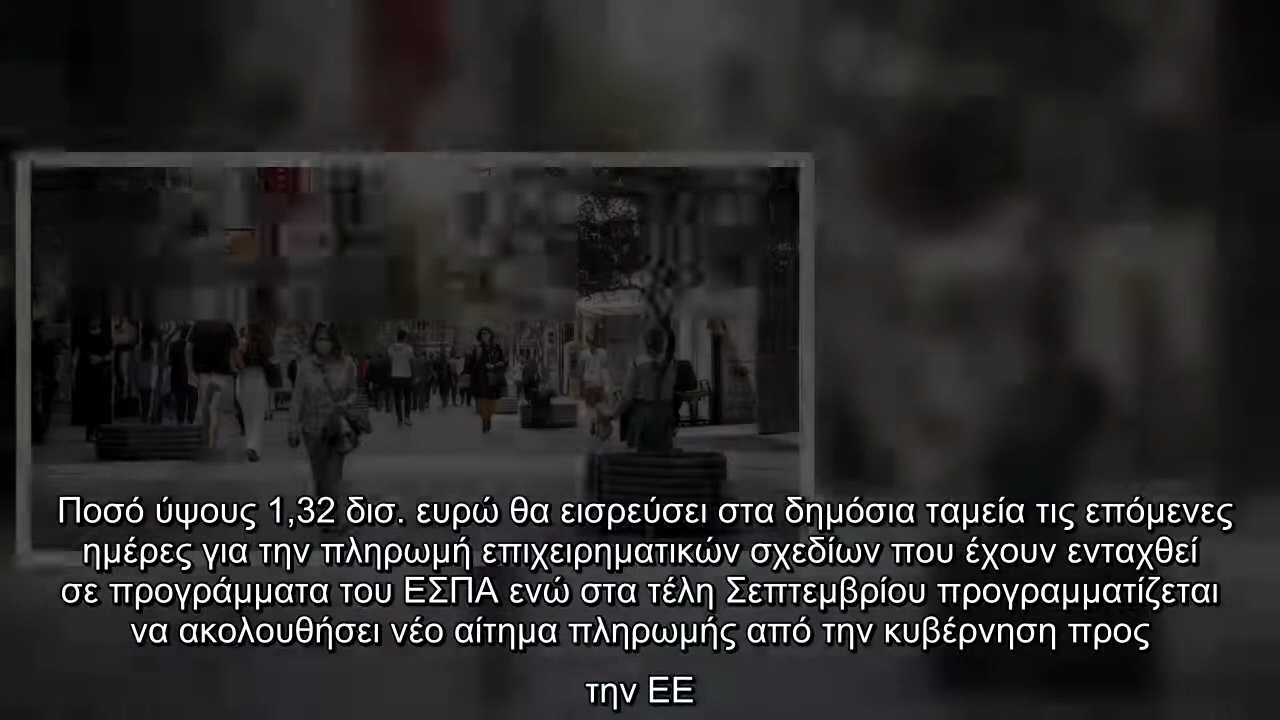 Ποσό ύψους 1,32 δισ. ευρώ θα εισρεύσει στα δημόσια ταμεία τις επόμενες
ημέρες για την πληρωμή επιχειρηματικών σχεδίων που έχουν ενταχθεί
σε προγράμματα του ΕΣΠΑ ενώ στα τέλη Σεπτεμβρίου προγραμματίζεται
να ακολουθήσει νέο αίτημα πληρωμής από την κυβέρνηση προς
την ΕΕ